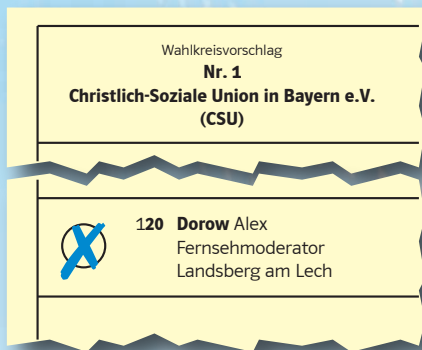 Wahlkreisvorschlag
Nr. 1
Christlich-Soziale Union in Bayern e.V.
(CSU)
120 Dorow Alex
Fernsehmoderator
Landsberg am Lech